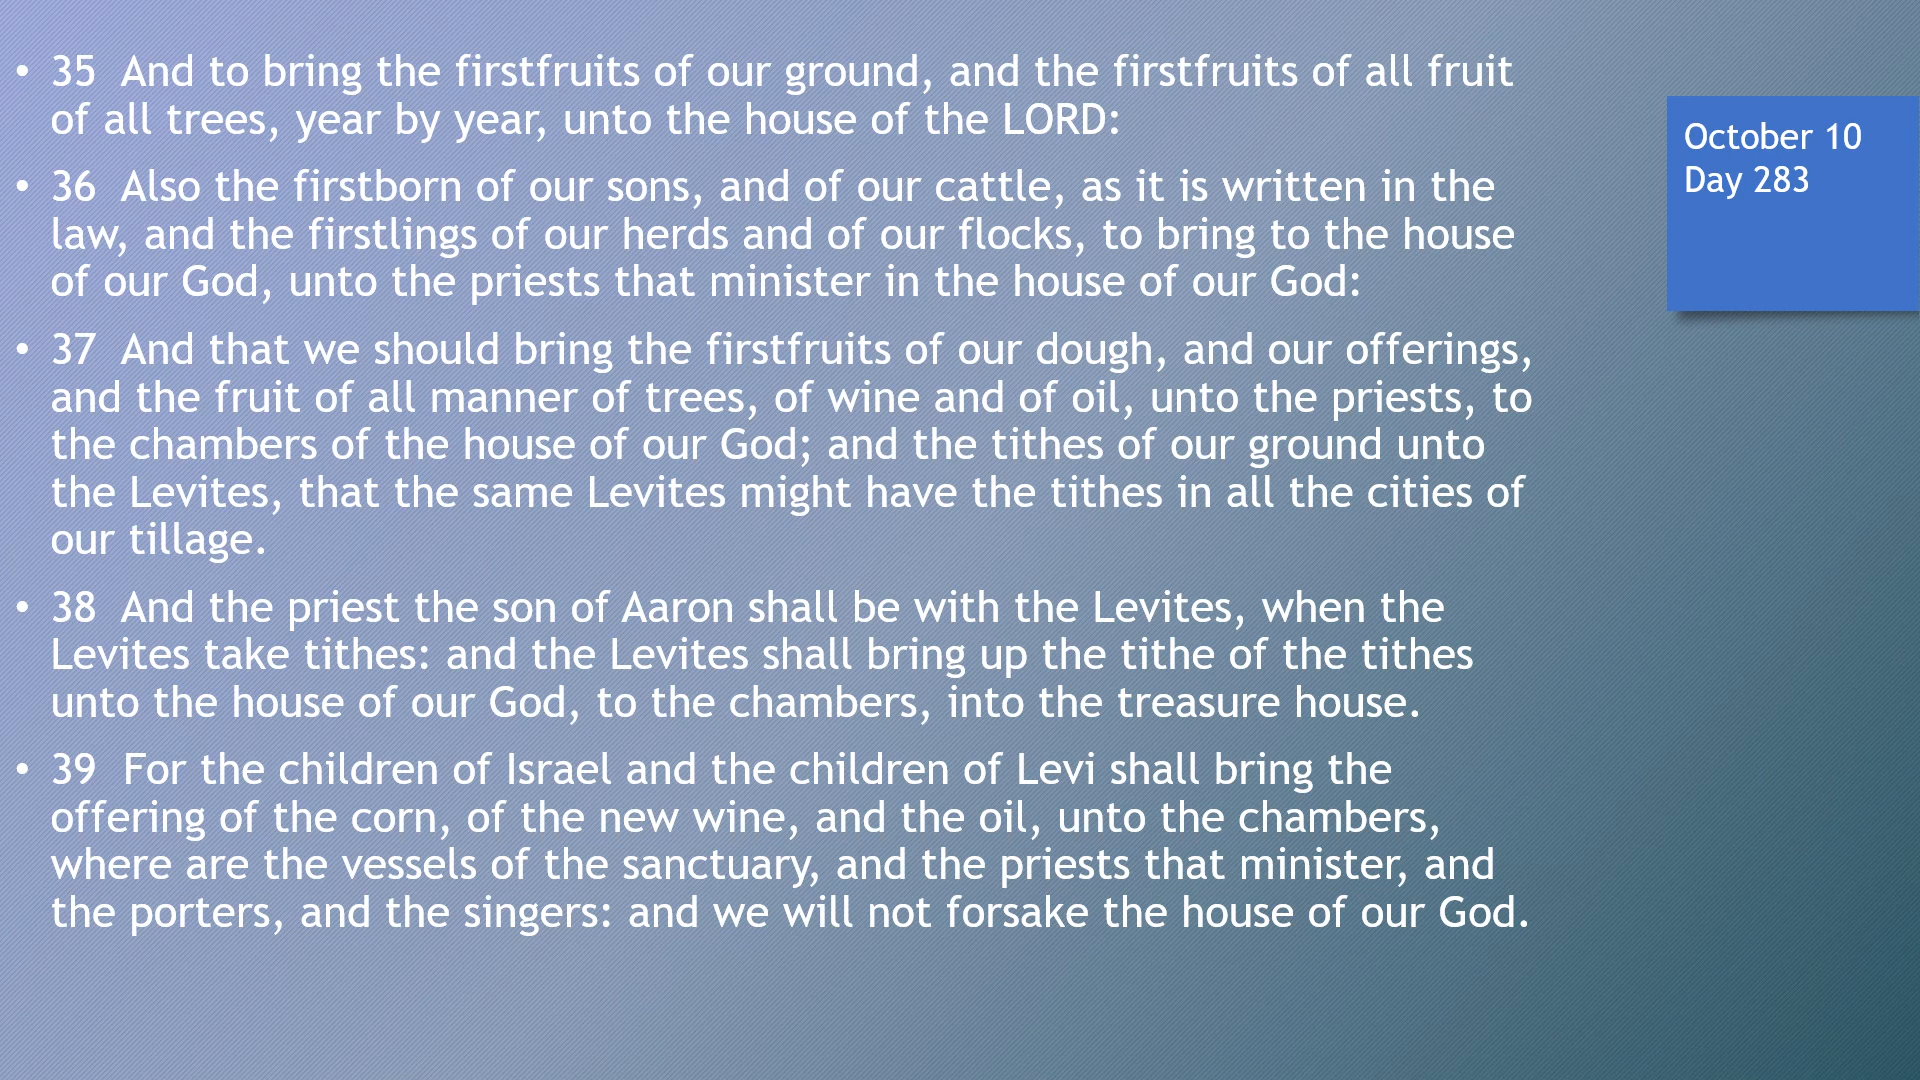 • 35  And to bring the firstfruits of our ground, and the firstfruits of all fruit
of all trees, year by year, unto the house of the LORD:
• 36  Also the firstborn of our sons, and of our cattle, as it is written in the
law, and the firstlings of our herds and of our flocks, to bring to the house
of our God, unto the priests that minister in the house of our God:
• 37  And that we should bring the firstfruits of our dough, and our offerings,
and the fruit of all manner of trees, of wine and of oil, unto the priests, to
the chambers of the house of our God; and the tithes of our ground unto
the Levites, that the same Levites might have the tithes in all the cities of
our tillage.
• 38  And the priest the son of Aaron shall be with the Levites, when the
Levites take tithes: and the Levites shall bring up the tithe of the tithes
unto the house of our God, to the chambers, into the treasure house.
• 39  For the children of Israel and the children of Levi shall bring the
offering of the corn, of the new wine, and the oil, unto the chambers,
where are the vessels of the sanctuary, and the priests that minister, and
the porters, and the singers: and we will not forsake the house of our God.
October 10
Day 283